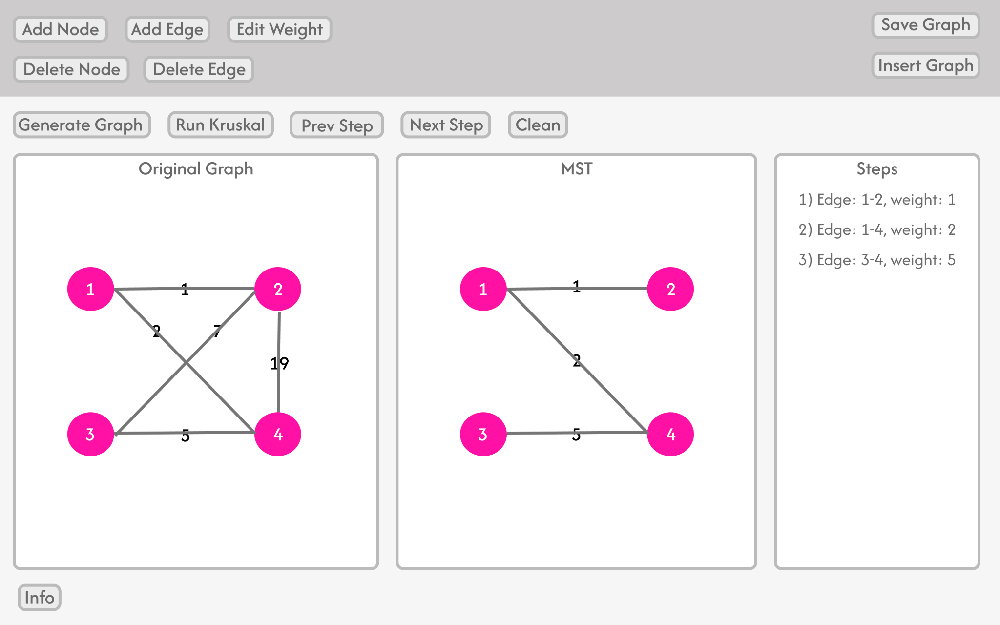 Add Node
Add Edge
Edit Weight
Save Graph
Delete Node
Delete Edge
Insert Graph
Generate Graph
Run Kruskal
Prev Step
Next Step
Clean
Original Graph
1
1
2
2
7
19
3
5
4
MST
1
1
2
2
3
5
4
Steps
1) Edge: 1-2, weight: 1
2) Edge: 1-4, weight: 2
3) Edge: 3-4, weight: 5
Info